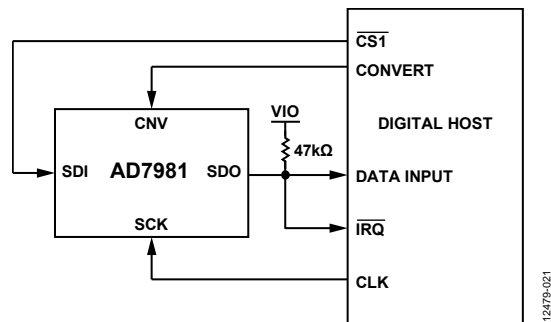 CS1
CONVERT
CNV
VIO
47kΩ
DIGITAL HOST
SDI
AD7981
SDO
DATA INPUT
SCK
IRQ
CLK
12479-021